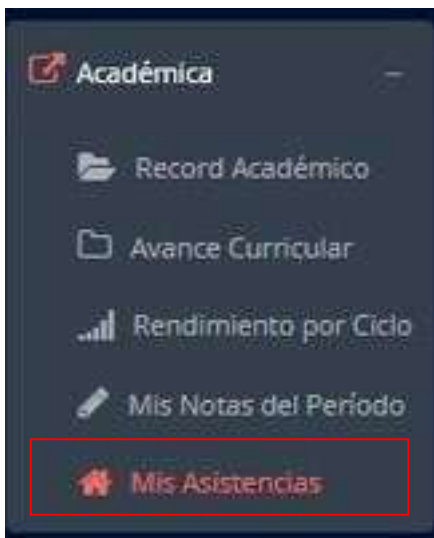 Académica
Record Académico
Avance Curricular
Rendimiento por Ciclo
Mis Notas del Período
Mis Asistencias